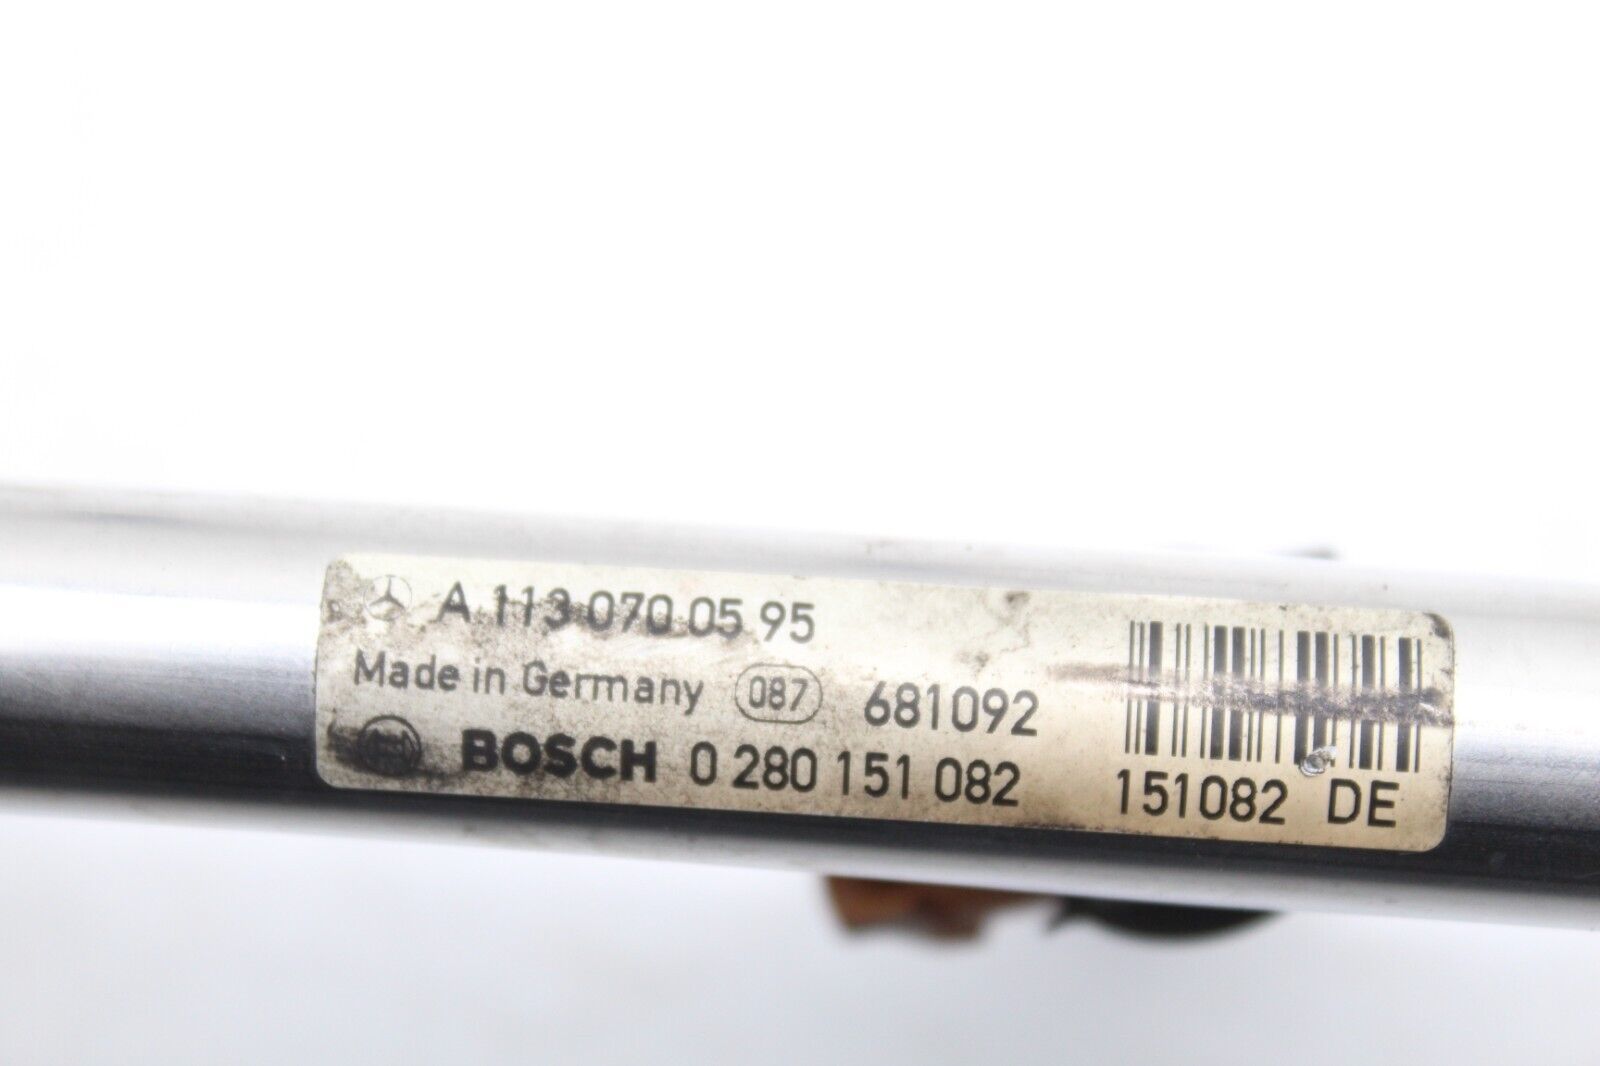 A 113 070 05 95
Made in Germany 087 681092
BOSCH 0 280 151 082
151082 DE